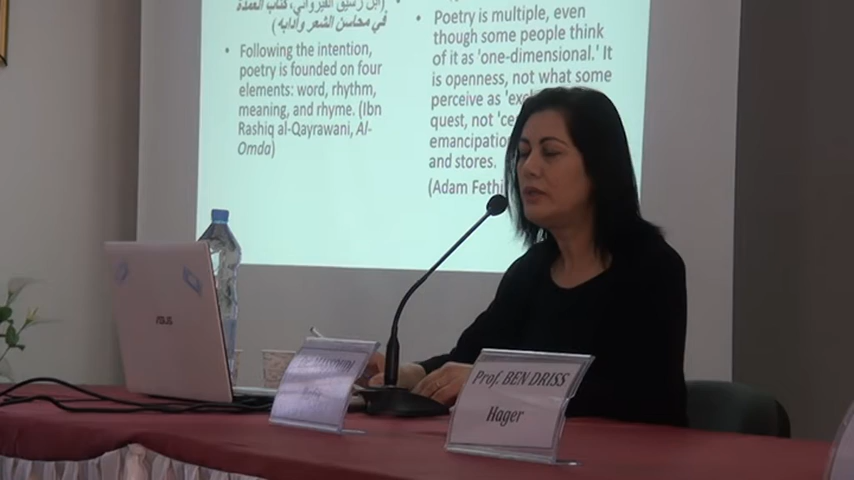 (ابن رشيق القيرواني، كتاب العمدة
في محاسن الشعر وآدابه)
• Following the intention,
poetry is founded on four
elements: word, rhythm,
meaning, and rhyme. (Ibn
Rashiq al-Qayrawani, Al-
Omda)
• Poetry is multiple, even
though some people think
of it as 'one-dimensional.' It
is openness, not what some
perceive as
quest, not
emancipation
and stores.
(Adam Fethi
ASUS
Prof. BEN DRISS
Hager